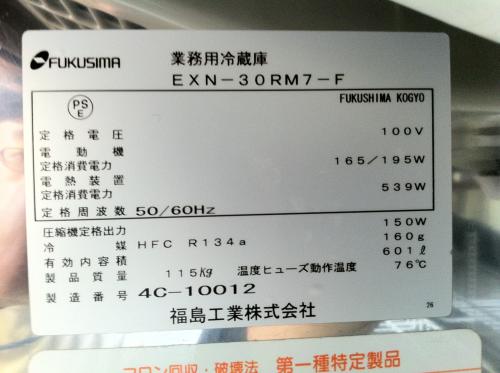 FUKUSIMA 業務用冷蔵庫
EXN-30RM7-F
PS E FUKUSHIMA KOGYO
定格電圧 100V
電動機
定格消費電力 165/195W
電熱装置
定格消費電力 539W
定格周波数 50/60Hz
圧縮機定格出力 150W
冷媒 HFC R134a 160g
有効内容積 601ℓ
製品質量 115Kg 温度ヒューズ動作温度 76℃
製造番号 4C-10012
福島工業株式会社
26
フロン回収・破壊法 第一種特定製品